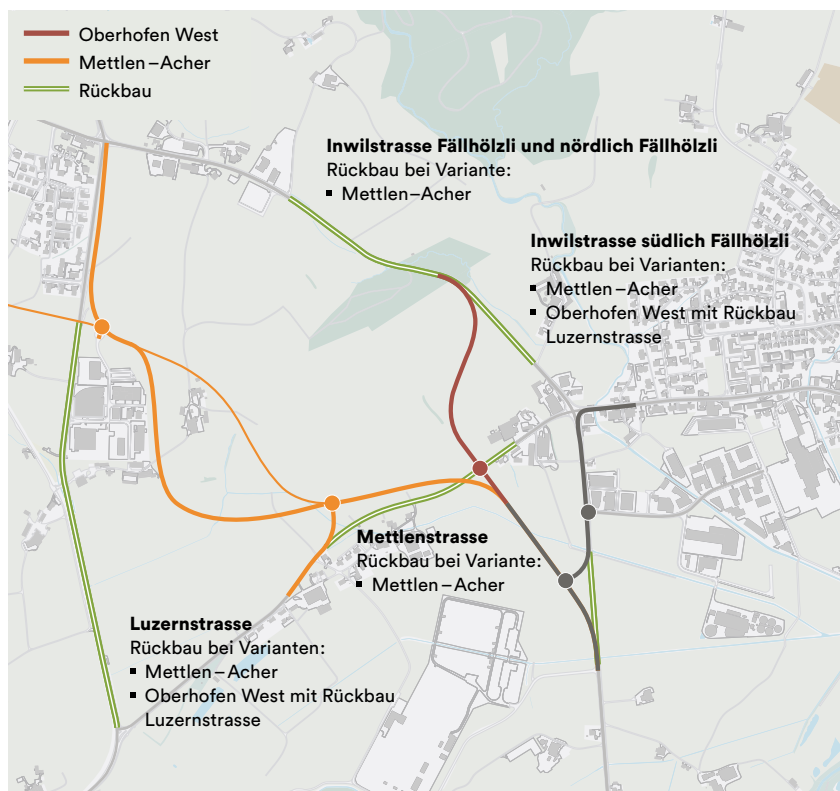 Oberhofen West
Mettlen–Acher
Rückbau
Inwilstrasse Fällhölzli und nördlich Fällhölzli
Rückbau bei Variante:
▪ Mettlen–Acher
Inwilstrasse südlich Fällhölzli
Rückbau bei Varianten:
▪ Mettlen–Acher
▪ Oberhofen West mit Rückbau
Luzernstrasse
Mettlenstrasse
Rückbau bei Variante:
▪ Mettlen–Acher
Luzernstrasse
Rückbau bei Varianten:
▪ Mettlen–Acher
▪ Oberhofen West mit Rückbau
Luzernstrasse